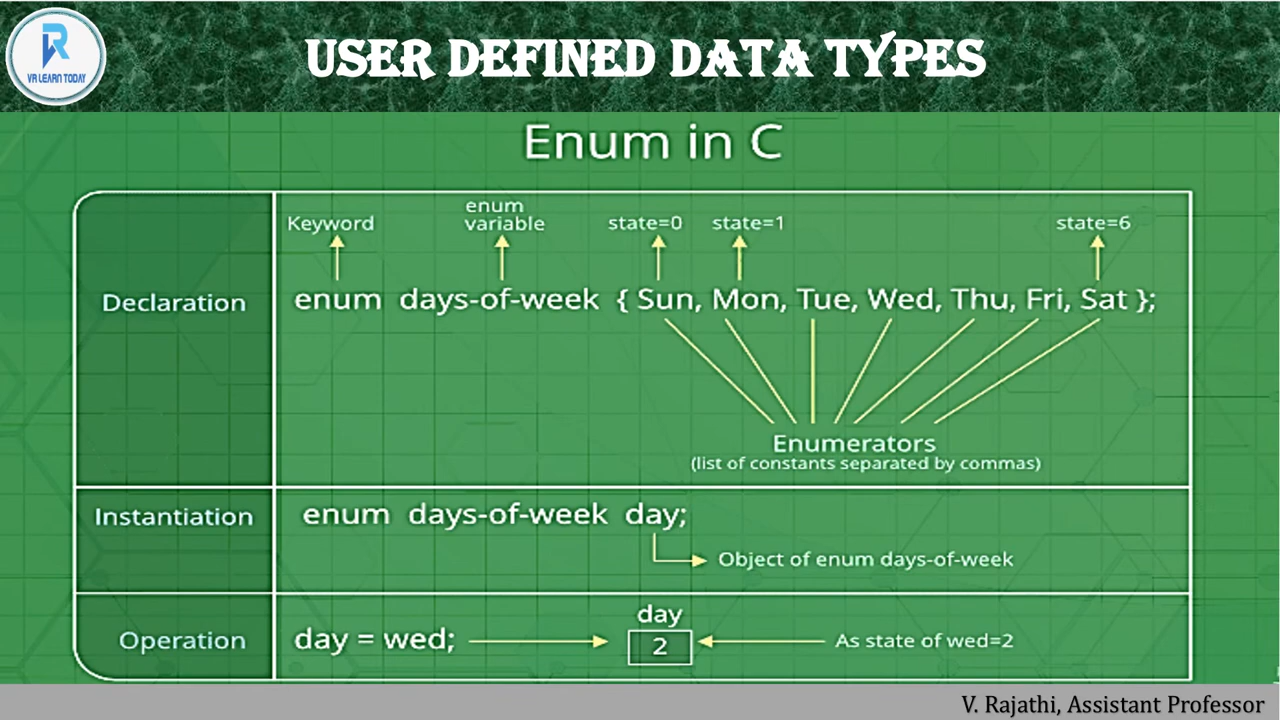 VR LEARN TODAY
USER DEFINED DATA TYPES
Enum in C
Keyword
enum
variable
state=0
state=1
state=6
Declaration
enum days-of-week { Sun, Mon, Tue, Wed, Thu, Fri, Sat };
Enumerators
(list of constants separated by commas)
Instantiation
enum days-of-week day;
Object of enum days-of-week
Operation
day = wed;
day
2
As state of wed=2
V. Rajathi, Assistant Professor